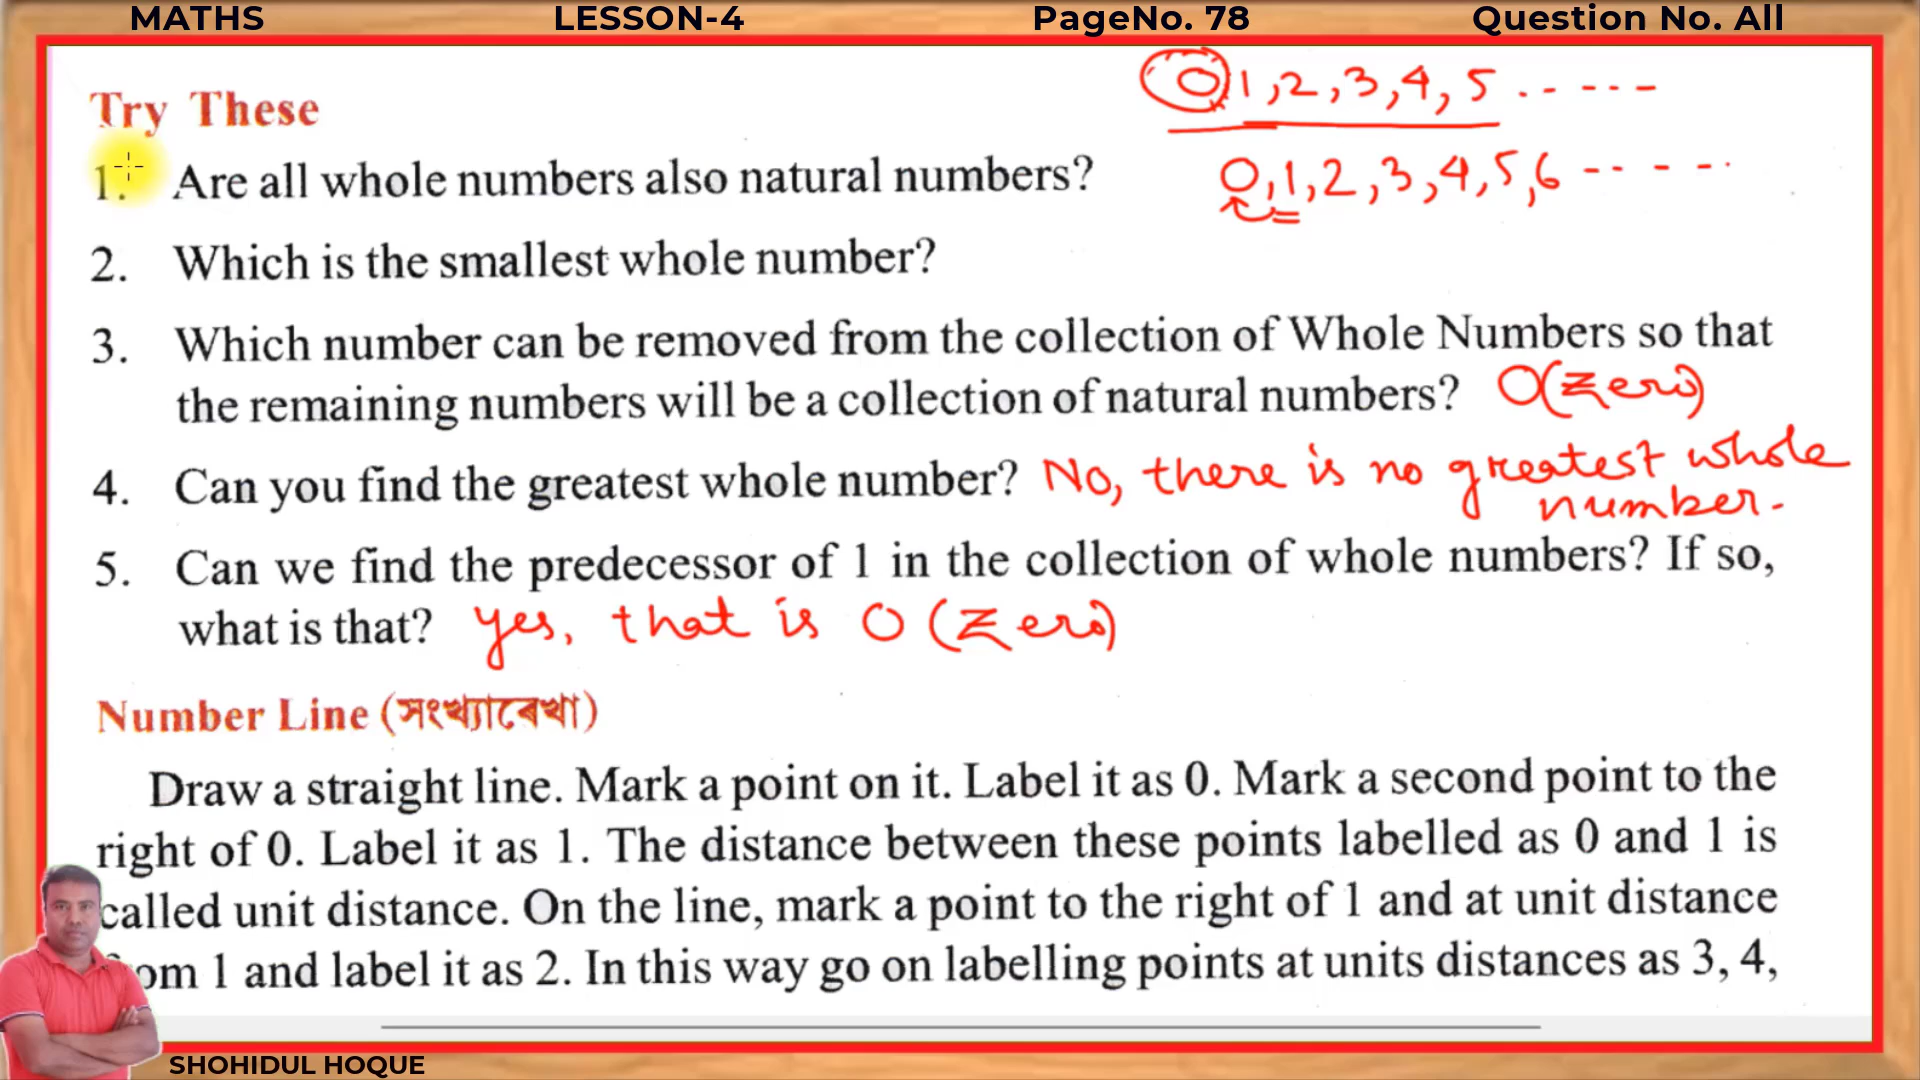 MATHS LESSON-4 PageNo. 78 Question No. All
Try These
0, 1, 2, 3, 4, 5 ......
1. Are all whole numbers also natural numbers?
0, 1, 2, 3, 4, 5, 6 .....
2. Which is the smallest whole number?
3. Which number can be removed from the collection of Whole Numbers so that
the remaining numbers will be a collection of natural numbers? 0 (Zero)
4. Can you find the greatest whole number? No, there is no greatest whole
number.
5. Can we find the predecessor of 1 in the collection of whole numbers? If so,
what is that? yes, that is 0 (Zero)
Number Line (সংখ্যাৰেখা)
Draw a straight line. Mark a point on it. Label it as 0. Mark a second point to the
right of 0. Label it as 1. The distance between these points labelled as 0 and 1 is
called unit distance. On the line, mark a point to the right of 1 and at unit distance
om 1 and label it as 2. In this way go on labelling points at units distances as 3, 4,
SHOHIDUL HOQUE